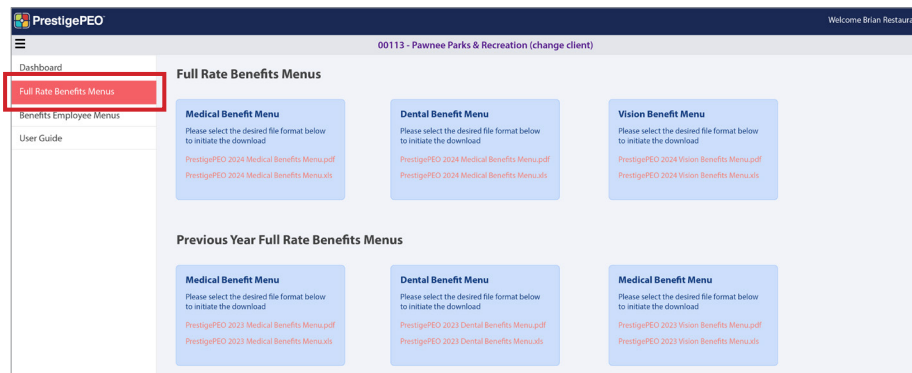 PrestigePEO
Welcome Brian Restaura
00113 - Pawnee Parks & Recreation (change client)
Dashboard
Full Rate Benefits Menus
Benefits Employee Menus
User Guide
Full Rate Benefits Menus
Medical Benefit Menu
Please select the desired file format below
to initiate the download
PrestigePEO 2024 Medical Benefits Menu.pdf
PrestigePEO 2024 Medical Benefits Menu.xls
Dental Benefit Menu
Please select the desired file format below
to initiate the download
PrestigePEO 2024 Medical Benefits Menu.pdf
PrestigePEO 2024 Medical Benefits Menu.xls
Vision Benefit Menu
Please select the desired file format below
to initiate the download
PrestigePEO 2024 Vision Benefits Menu.pdf
PrestigePEO 2024 Vision Benefits Menu.xls
Previous Year Full Rate Benefits Menus
Medical Benefit Menu
Please select the desired file format below
to initiate the download
PrestigePEO 2023 Medical Benefits Menu.pdf
PrestigePEO 2023 Medical Benefits Menu.xls
Dental Benefit Menu
Please select the desired file format below
to initiate the download
PrestigePEO 2023 Dental Benefits Menu.pdf
PrestigePEO 2023 Dental Benefits Menu.xls
Medical Benefit Menu
Please select the desired file format below
to initiate the download
PrestigePEO 2023 Vision Benefits Menu.pdf
PrestigePEO 2023 Vision Benefits Menu.xls